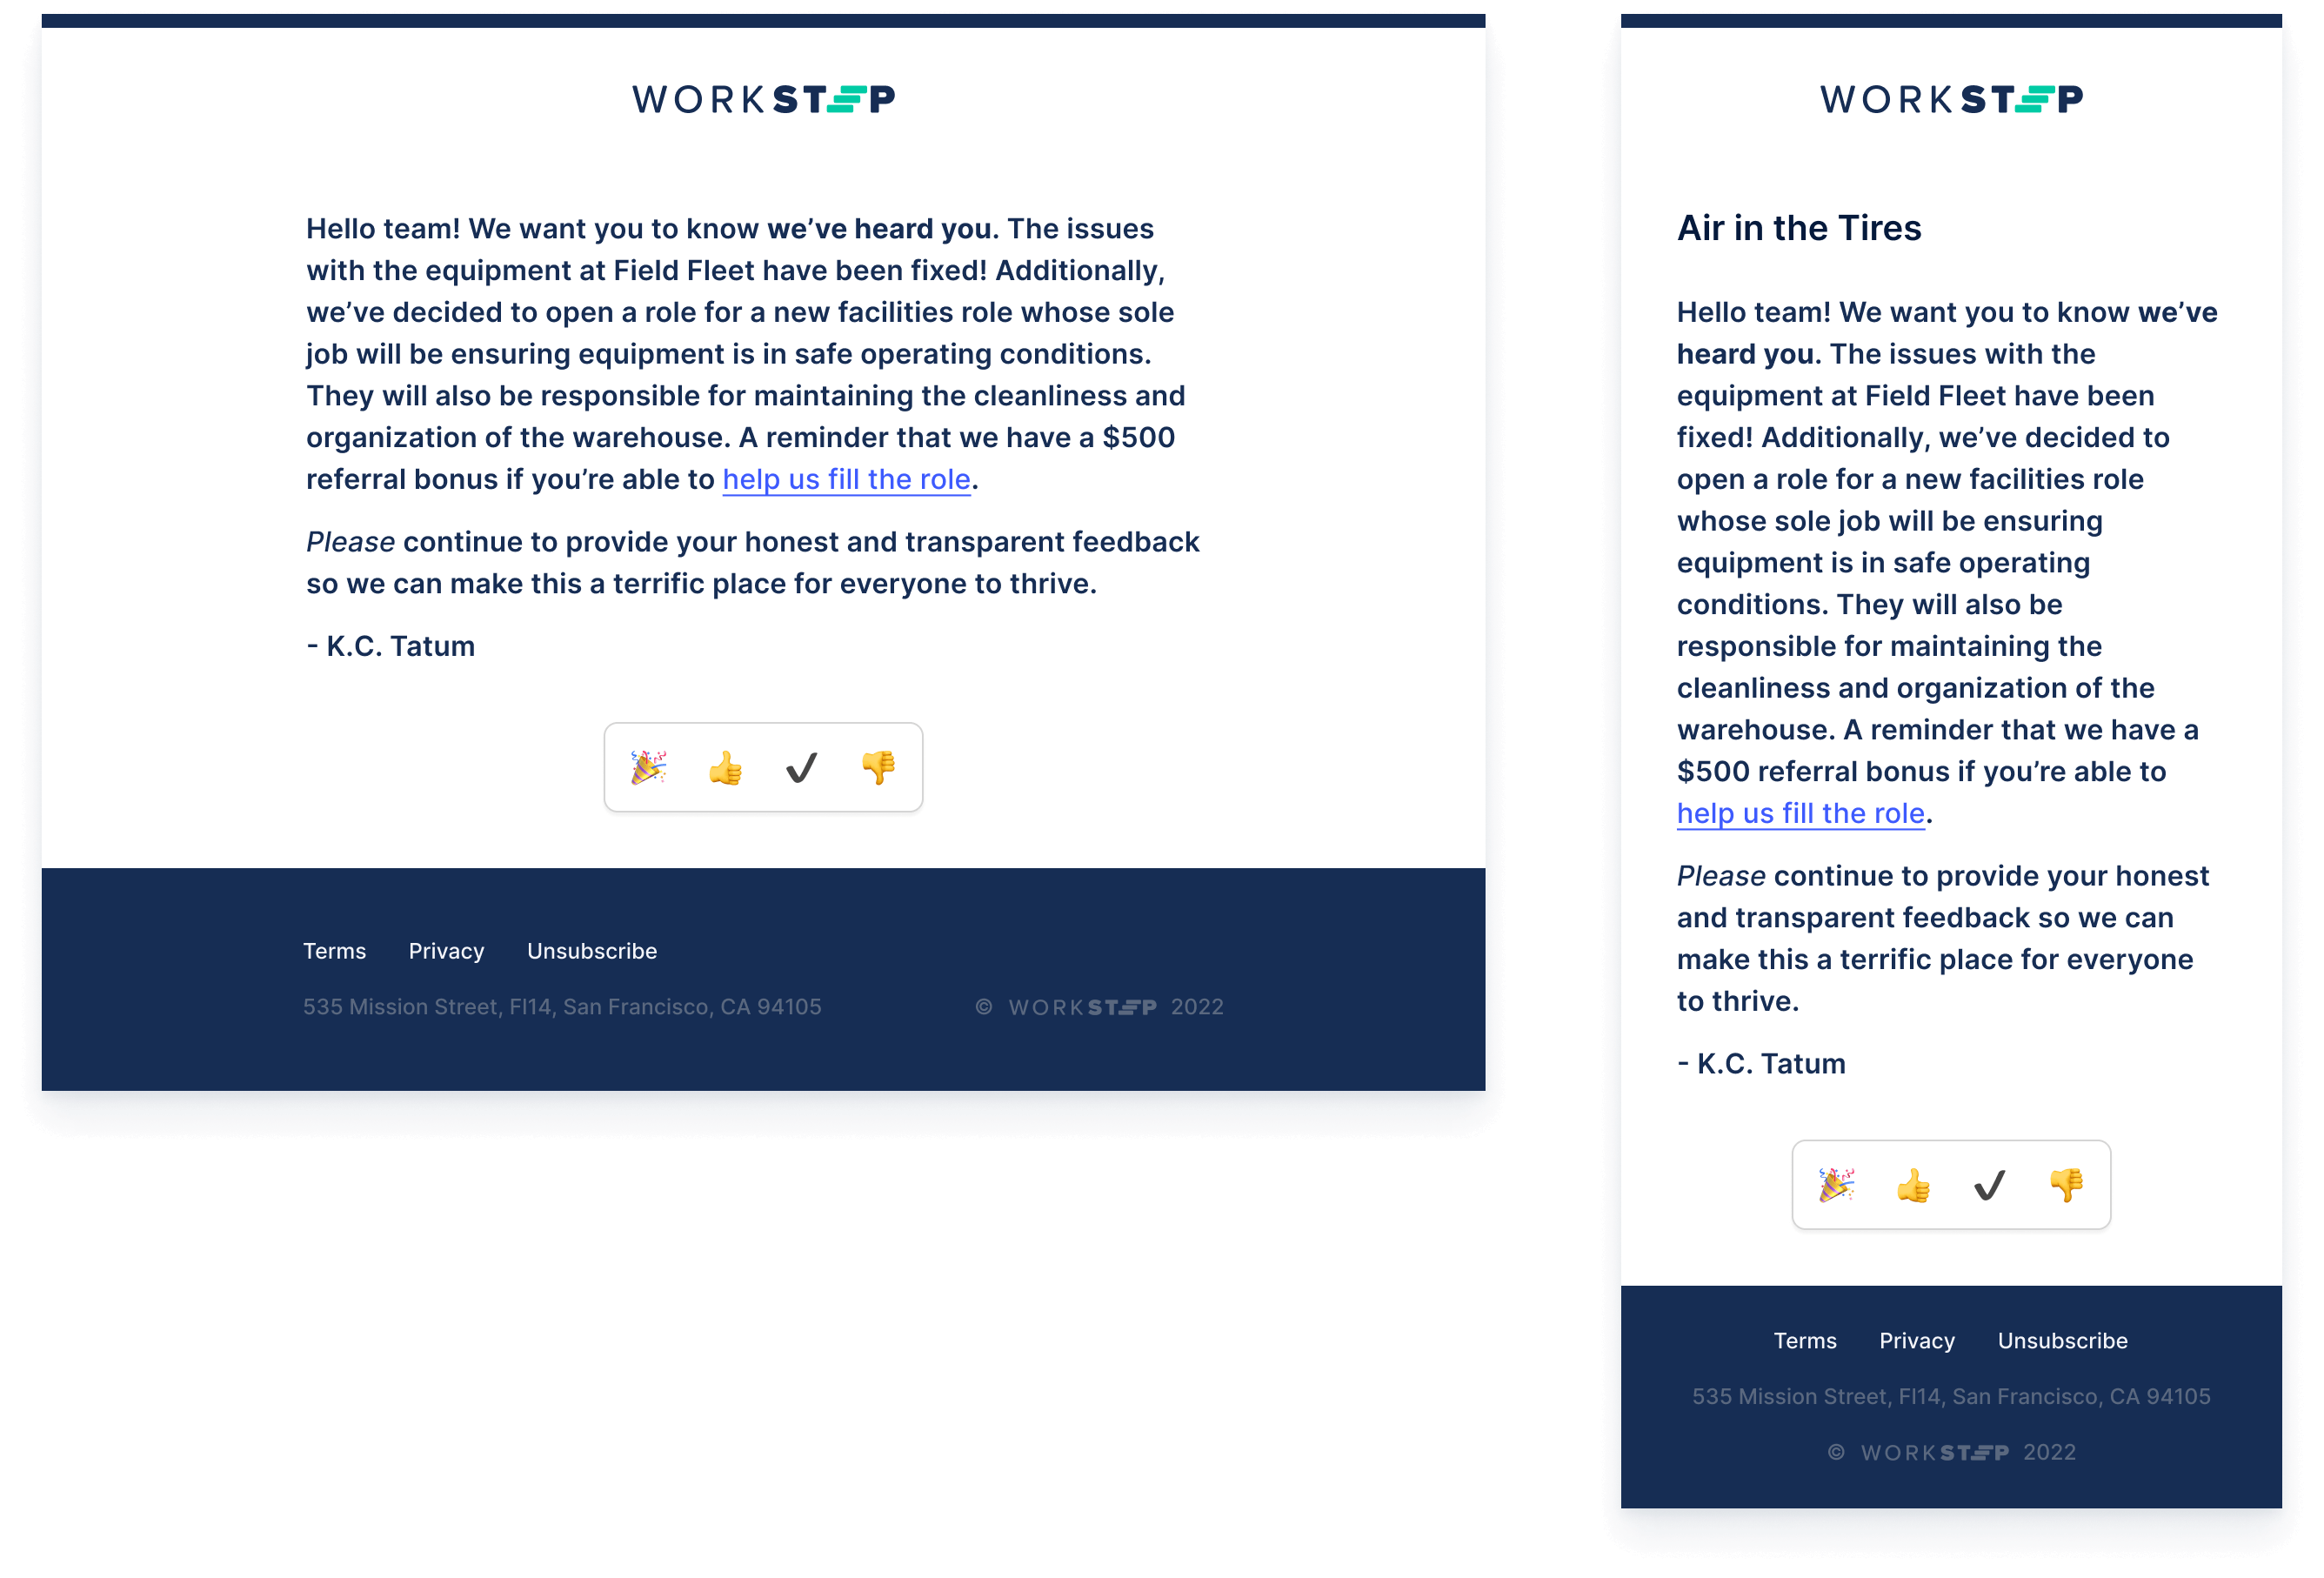 WORKSTEP
Hello team! We want you to know we’ve heard you. The issues
with the equipment at Field Fleet have been fixed! Additionally,
we’ve decided to open a role for a new facilities role whose sole
job will be ensuring equipment is in safe operating conditions.
They will also be responsible for maintaining the cleanliness and
organization of the warehouse. A reminder that we have a $500
referral bonus if you’re able to help us fill the role.
Please continue to provide your honest and transparent feedback
so we can make this a terrific place for everyone to thrive.
- K.C. Tatum
Terms Privacy Unsubscribe
535 Mission Street, Fl14, San Francisco, CA 94105
© WORKSTEP 2022
WORKSTEP
Air in the Tires
Hello team! We want you to know we’ve
heard you. The issues with the
equipment at Field Fleet have been
fixed! Additionally, we’ve decided to
open a role for a new facilities role
whose sole job will be ensuring
equipment is in safe operating
conditions. They will also be
responsible for maintaining the
cleanliness and organization of the
warehouse. A reminder that we have a
$500 referral bonus if you’re able to
help us fill the role.
Please continue to provide your honest
and transparent feedback so we can
make this a terrific place for everyone
to thrive.
- K.C. Tatum
Terms Privacy Unsubscribe
535 Mission Street, Fl14, San Francisco, CA 94105
© WORKSTEP 2022